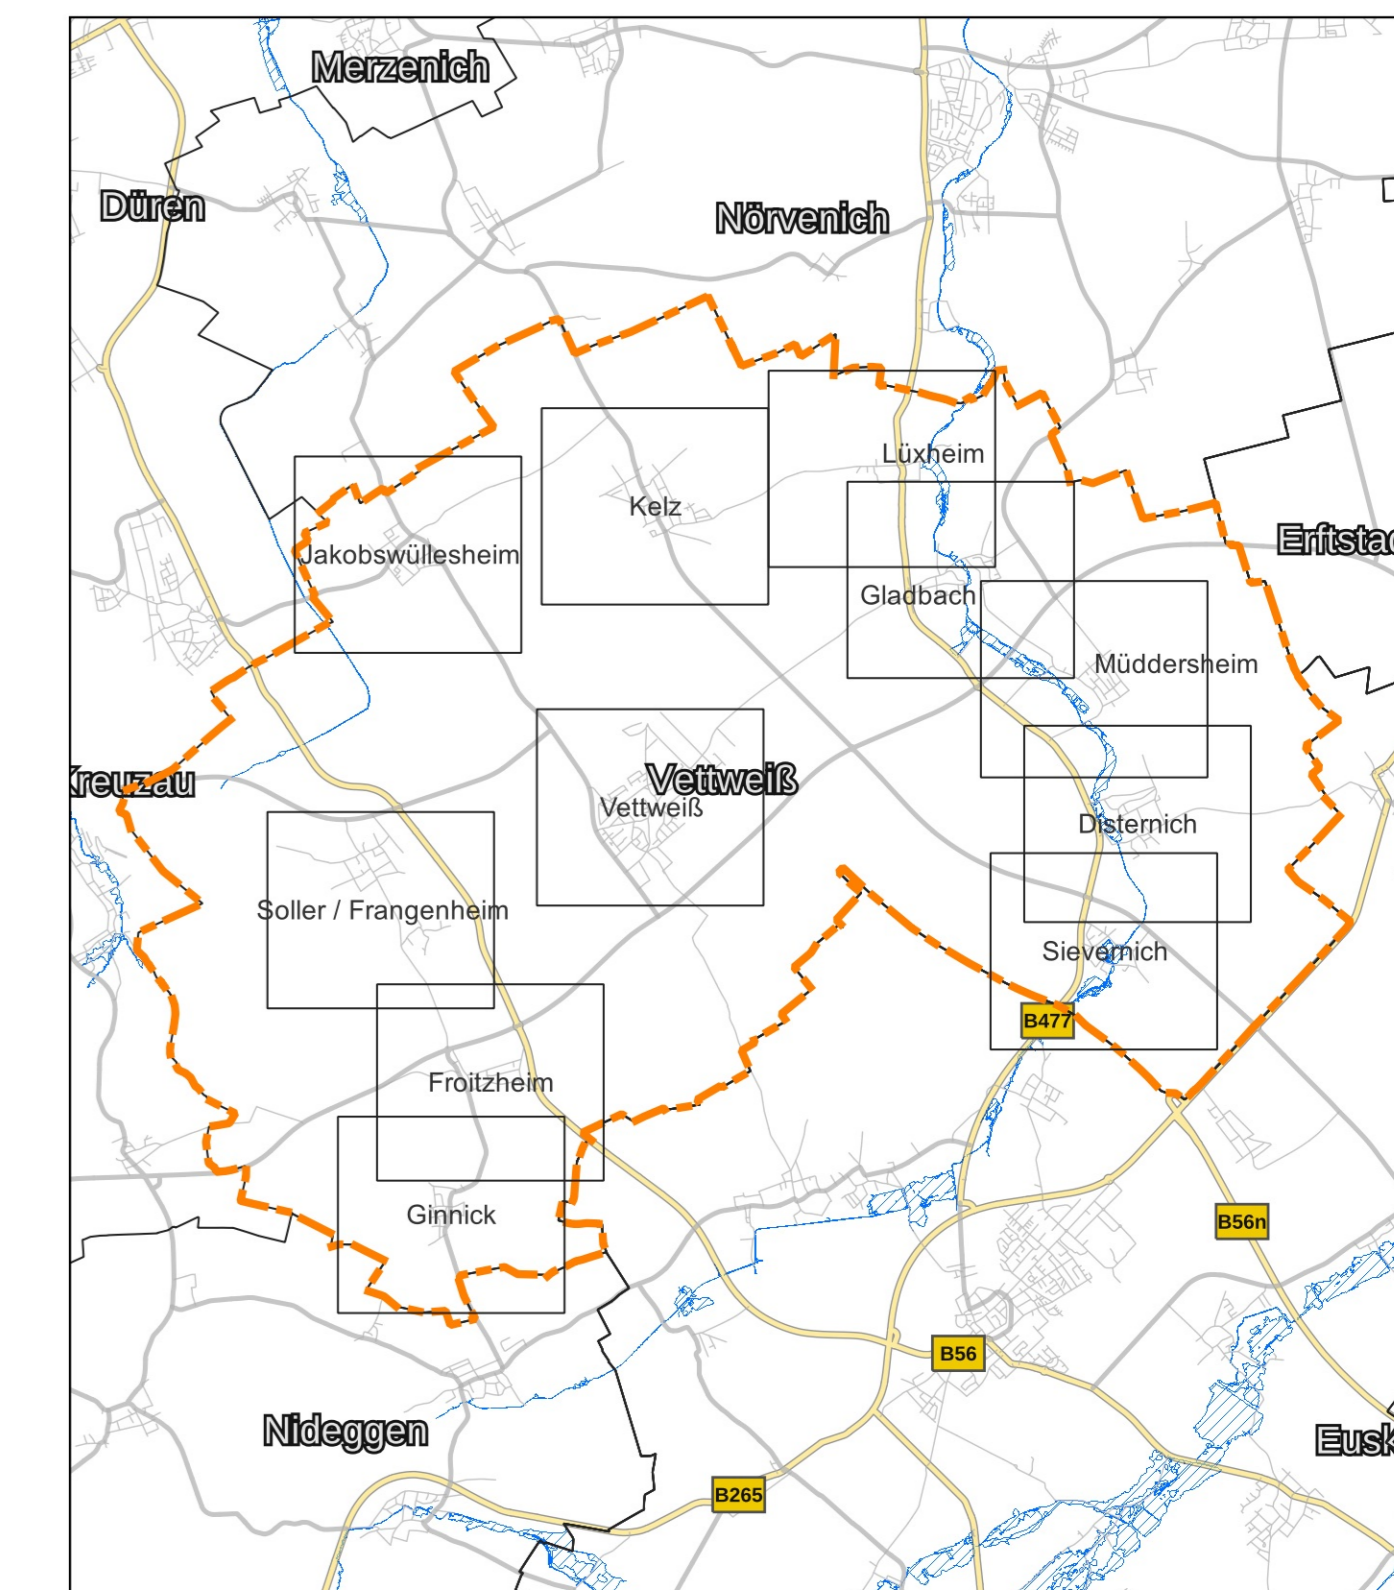 Merzenich
Düren
Nörvenich
Lüxheim
Kelz
Erftstad
Jakobswüllesheim
Gladbach
Müddersheim
Kreuzau
Vettweiß
Vettweiß
Disternich
Soller / Frangenheim
Sievernich
B477
Froitzheim
Ginnick
B56n
B56
Nideggen
Eusk
B265